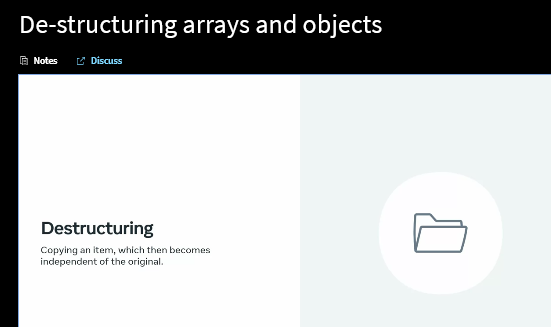 De-structuring arrays and objects
Notes
Discuss
Destructuring
Copying an item, which then becomes
independent of the original.